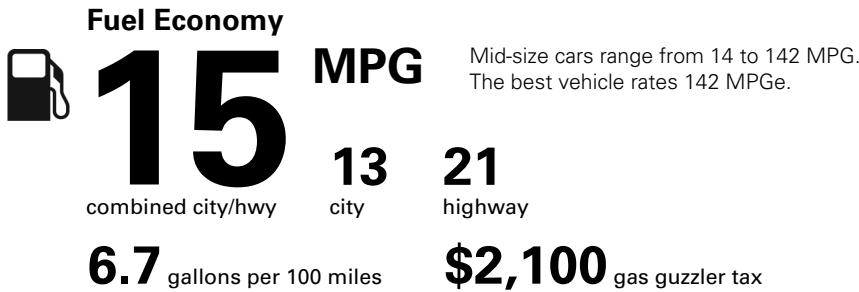 Fuel Economy
15 MPG
Mid-size cars range from 14 to 142 MPG.
The best vehicle rates 142 MPGe.
combined city/hwy
13
city
21
highway
6.7 gallons per 100 miles
$2,100 gas guzzler tax